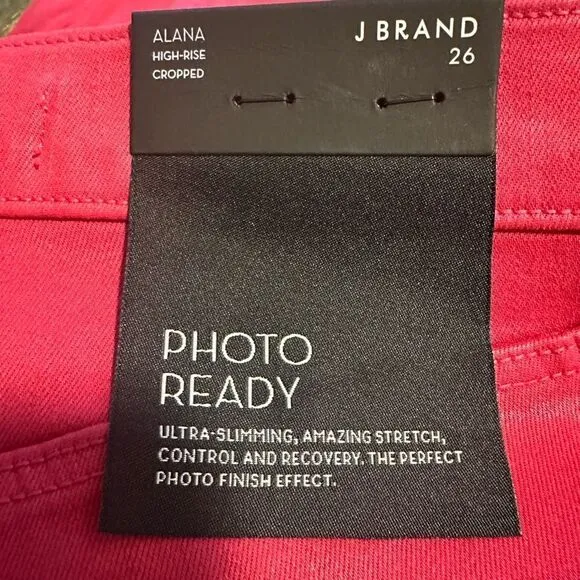 ALANA
HIGH-RISE
CROPPED
J BRAND
26
PHOTO
READY
ULTRA-SLIMMING, AMAZING STRETCH,
CONTROL AND RECOVERY. THE PERFECT
PHOTO FINISH EFFECT.